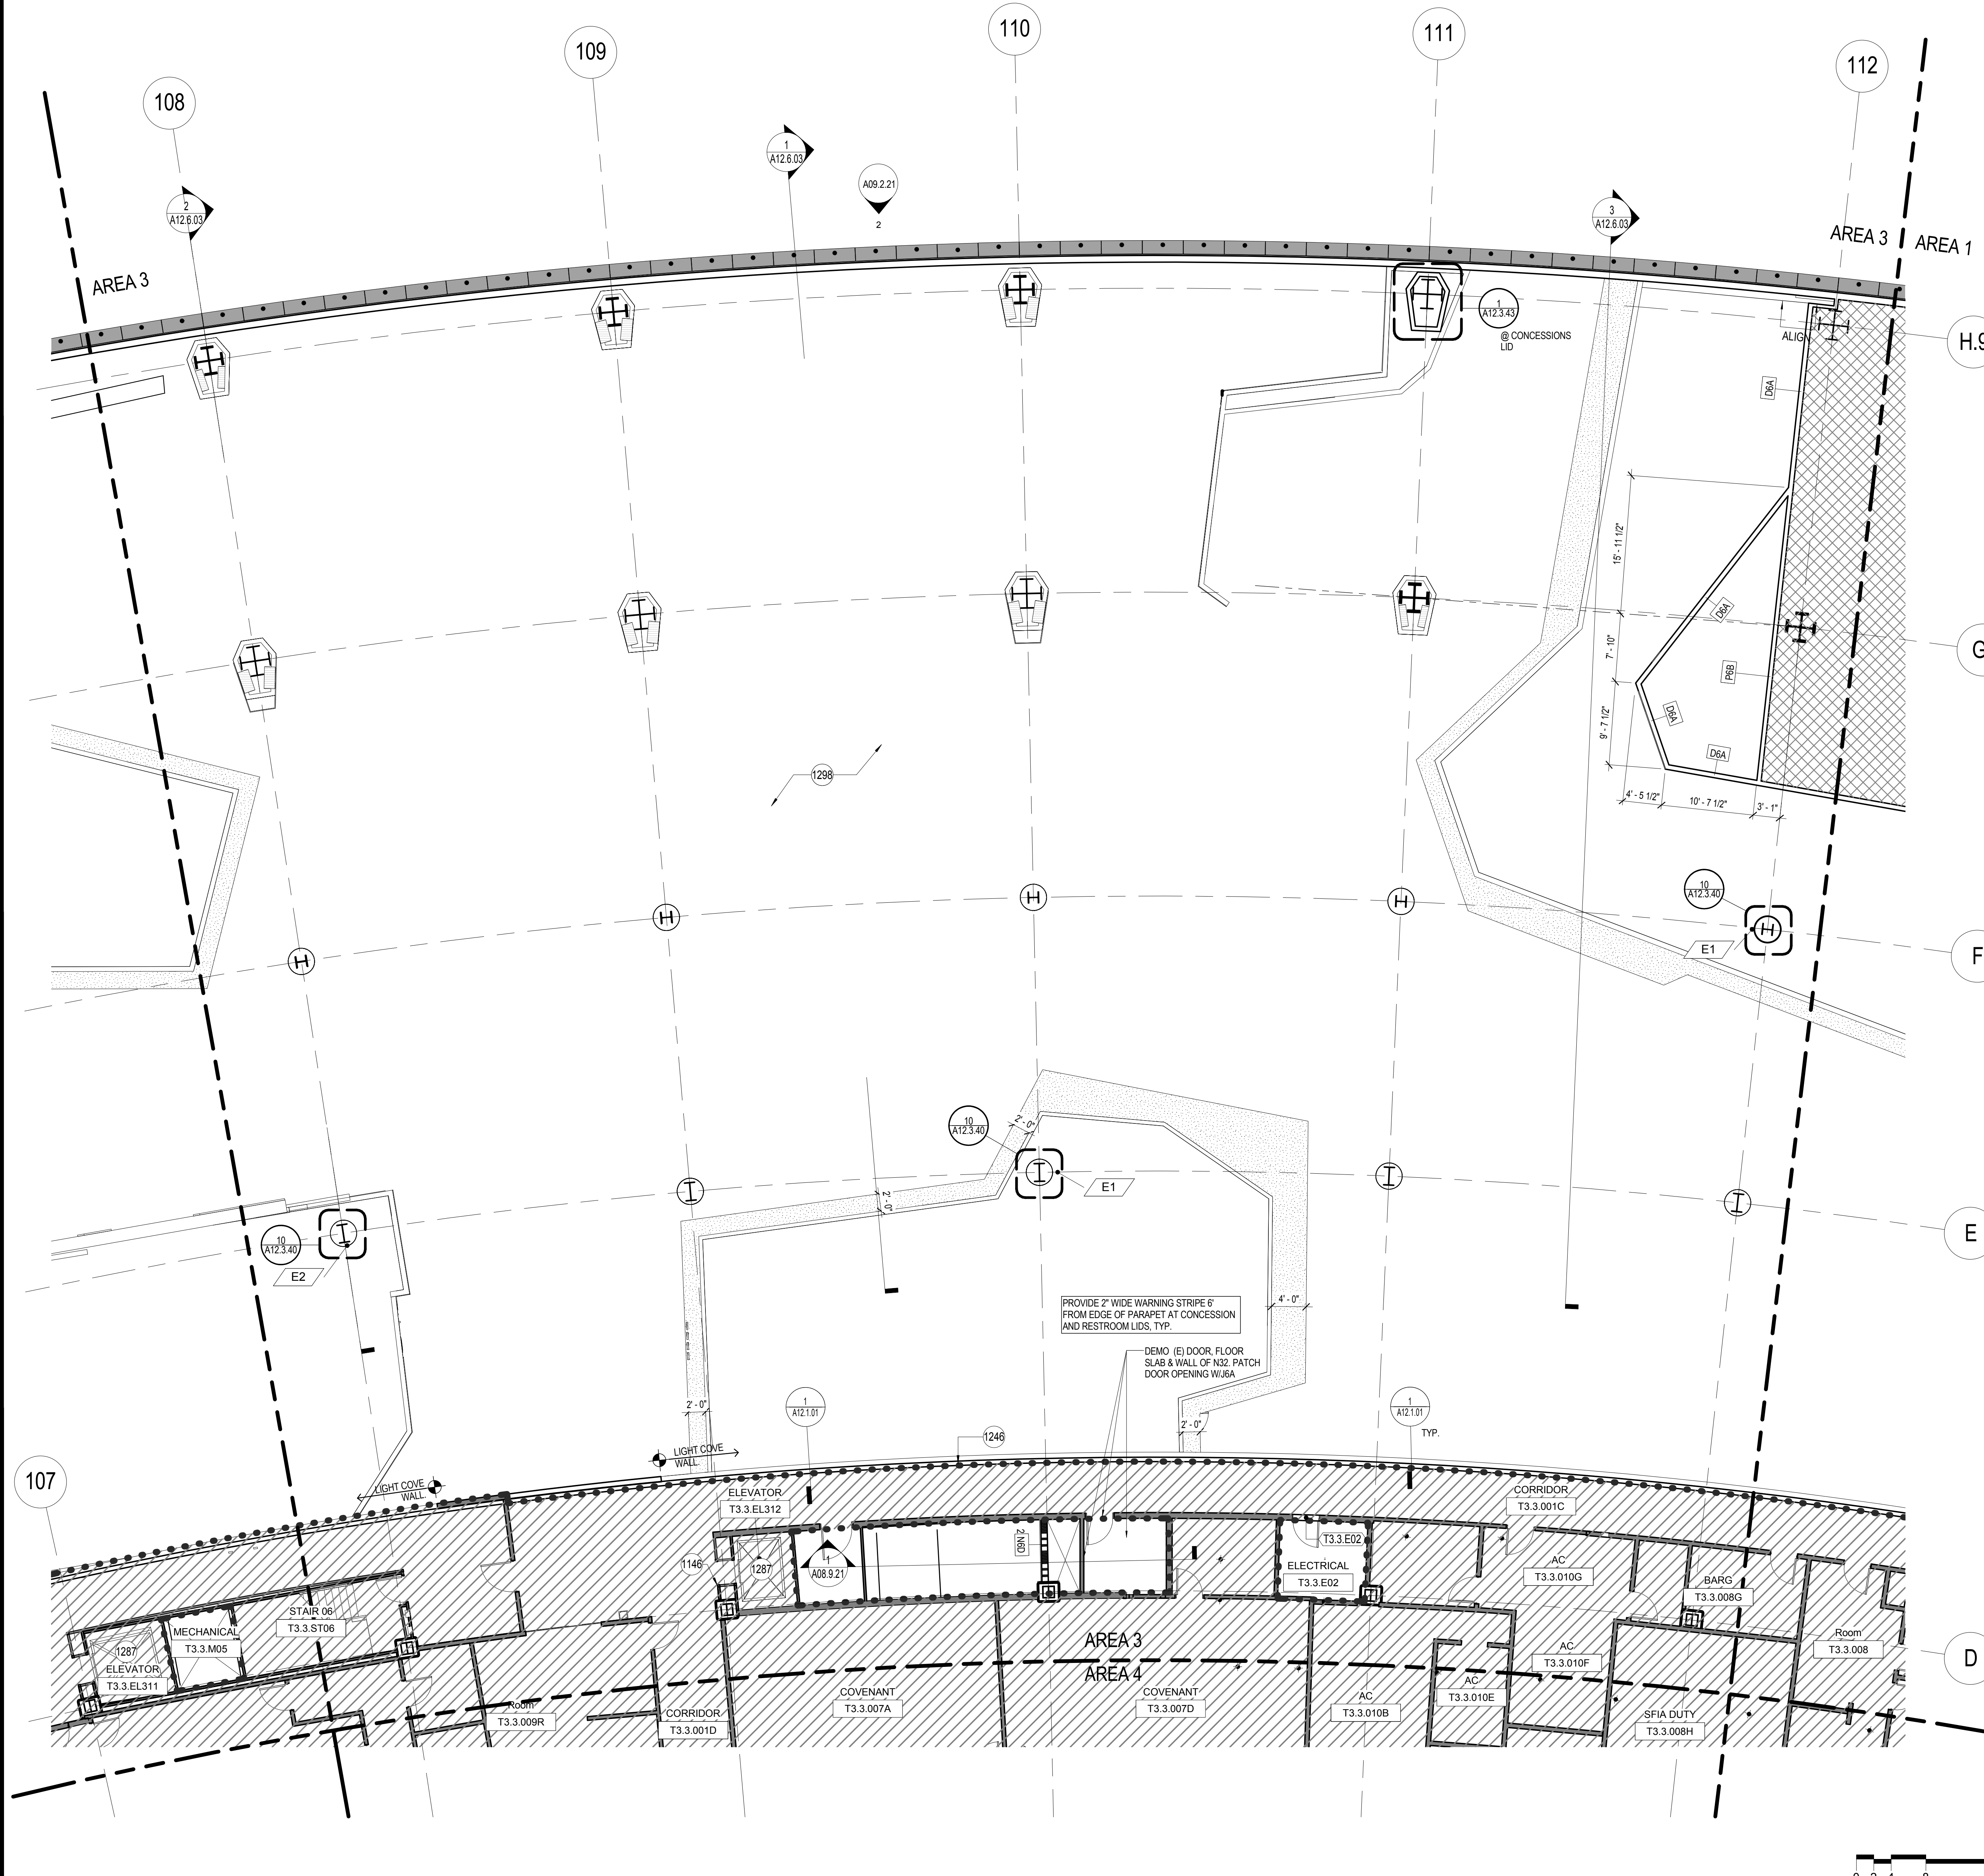 110
111
109
112
108
1
A12.6.03
A09.2.21
2
2
A12.6.03
3
A12.6.03
AREA 3
AREA 1
AREA 3
1
A12.3.43
@ CONCESSIONS
LID
ALIGN
D6A
15' - 11 1/2"
D6A
G
7' - 10"
P6B
D6A
9' - 7 1/2"
D6A
1298
4' - 5 1/2"
10' - 7 1/2"
3' - 1"
10
A12.3.40
E1
F
10
A12.3.40
2' - 0"
E1
2' - 0"
E
10
A12.3.40
E2
PROVIDE 2" WIDE WARNING STRIPE 6'
FROM EDGE OF PARAPET AT CONCESSION
AND RESTROOM LIDS, TYP.
4' - 0"
DEMO (E) DOOR, FLOOR
SLAB & WALL OF N32. PATCH
DOOR OPENING W/J6A
2' - 0"
1
A12.1.01
1
A12.1.01
TYP.
2' - 0"
1246
LIGHT COVE
WALL.
107
LIGHT COVE
WALL.
ELEVATOR
T3.3.EL312
CORRIDOR
T3.3.001C
2 N6D
T3.3.E02
1146
1287
1
A08.9.21
ELECTRICAL
T3.3.E02
AC
T3.3.010G
BARG
T3.3.008G
STAIR 06
T3.3.ST06
MECHANICAL
T3.3.M05
1287
ELEVATOR
T3.3.EL311
AREA 3
AREA 4
AC
T3.3.010F
Room
T3.3.008
D
Room
T3.3.009R
CORRIDOR
T3.3.001D
COVENANT
T3.3.007A
COVENANT
T3.3.007D
AC
T3.3.010B
AC
T3.3.010E
SFIA DUTY
T3.3.008H